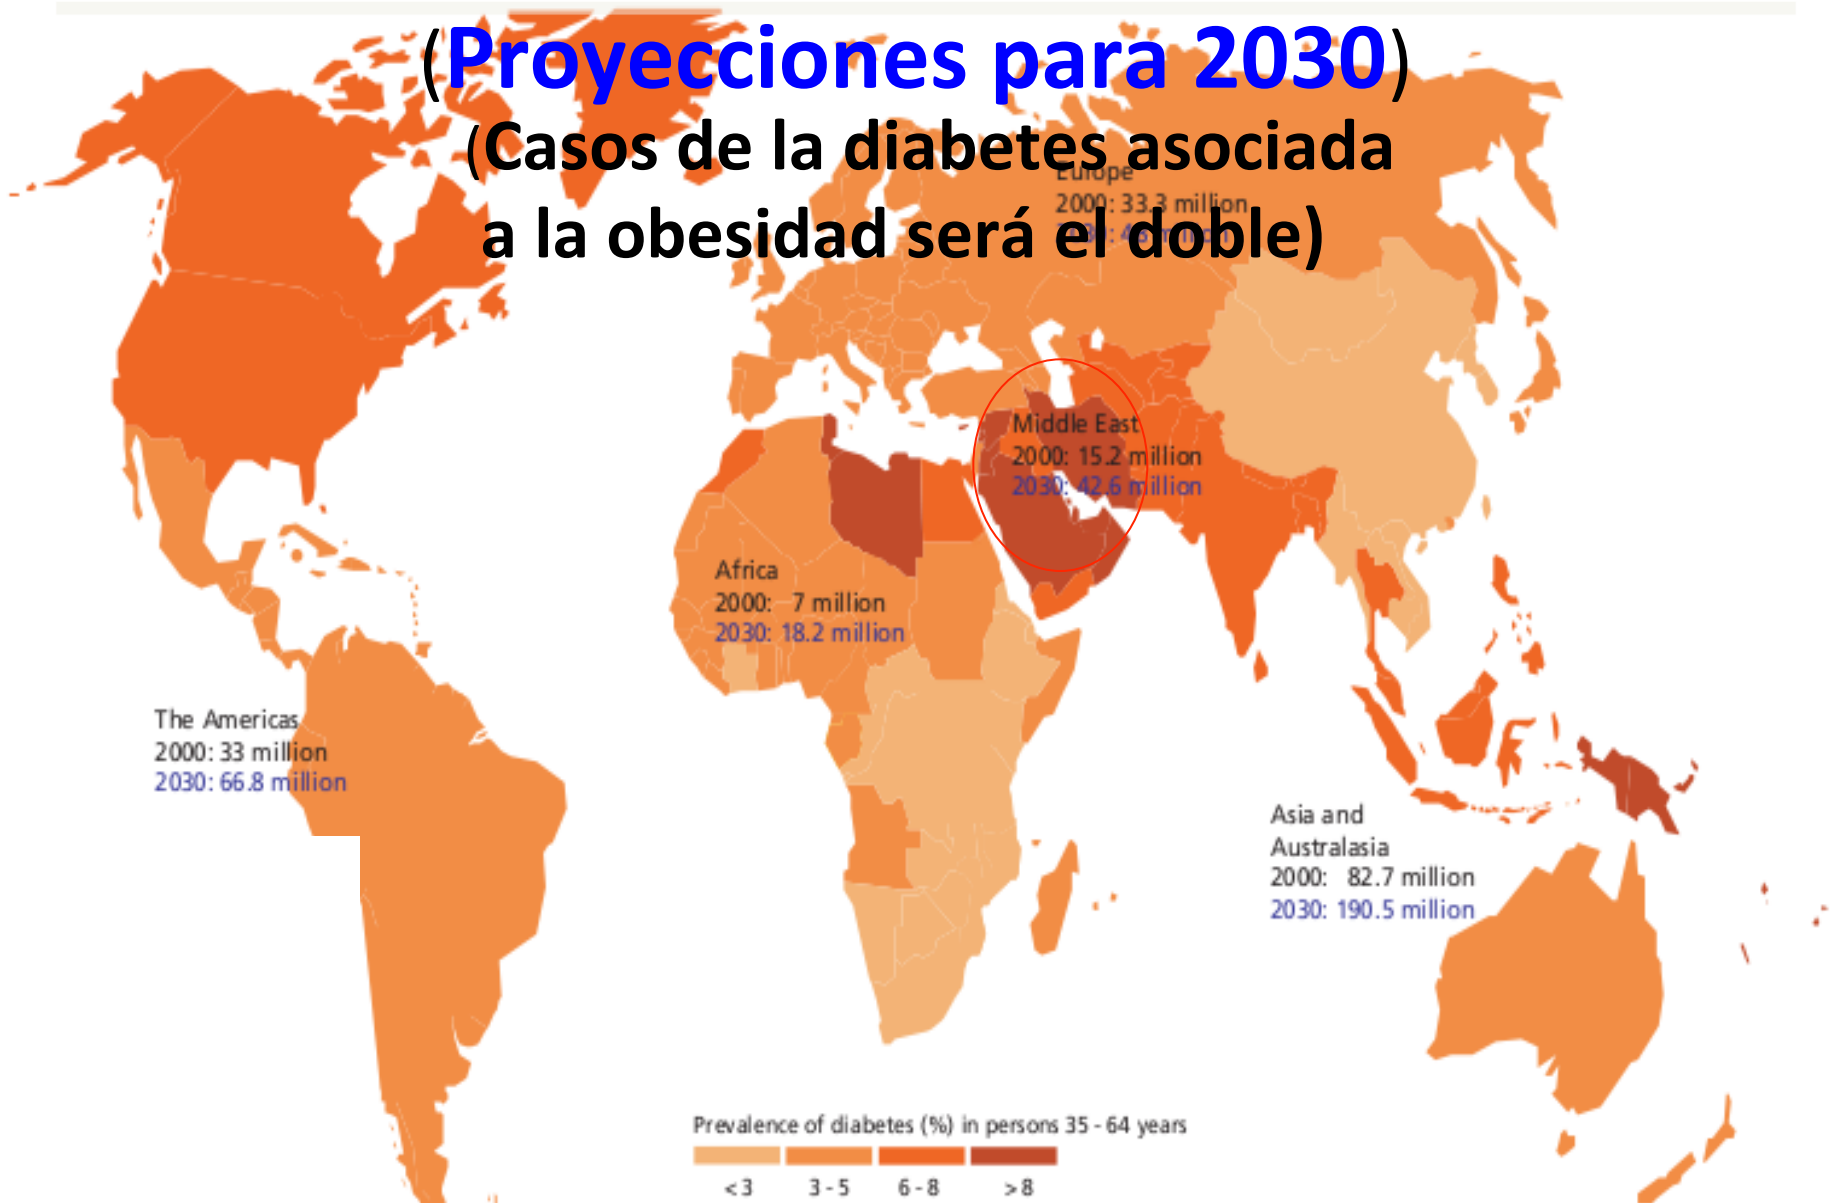 (Proyecciones para 2030)
(Casos de la diabetes asociada
a la obesidad será el doble)
Europe
2000: 33.3 million
Middle East
2000: 15.2 million
2030: 42.6 million
Africa
2000: 7 million
2030: 18.2 million
The Americas
2000: 33 million
2030: 66.8 million
Asia and
Australasia
2000: 82.7 million
2030: 190.5 million
Prevalence of diabetes (%) in persons 35 - 64 years
< 3 3 - 5 6 - 8 > 8